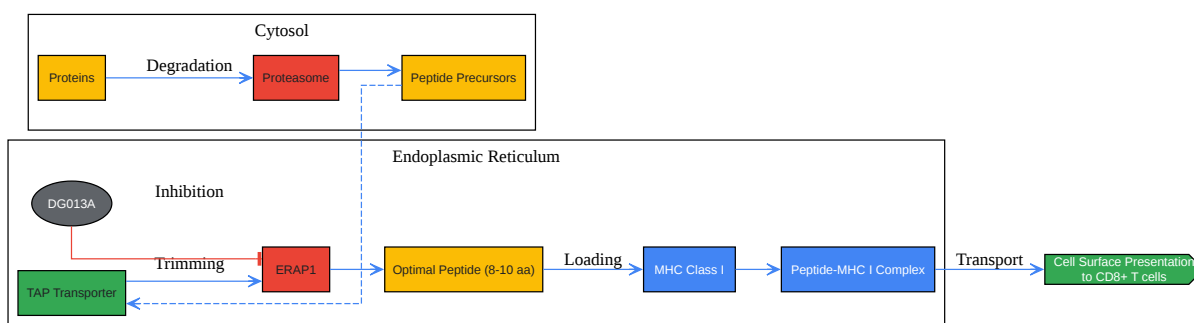 Cytosol
Proteins
Degradation
Proteasome
Peptide Precursors
Endoplasmic Reticulum
DG013A
Inhibition
TAP Transporter
Trimming
ERAP1
Optimal Peptide (8-10 aa)
Loading
MHC Class I
Peptide-MHC I Complex
Transport
Cell Surface Presentation
to CD8+ T cells